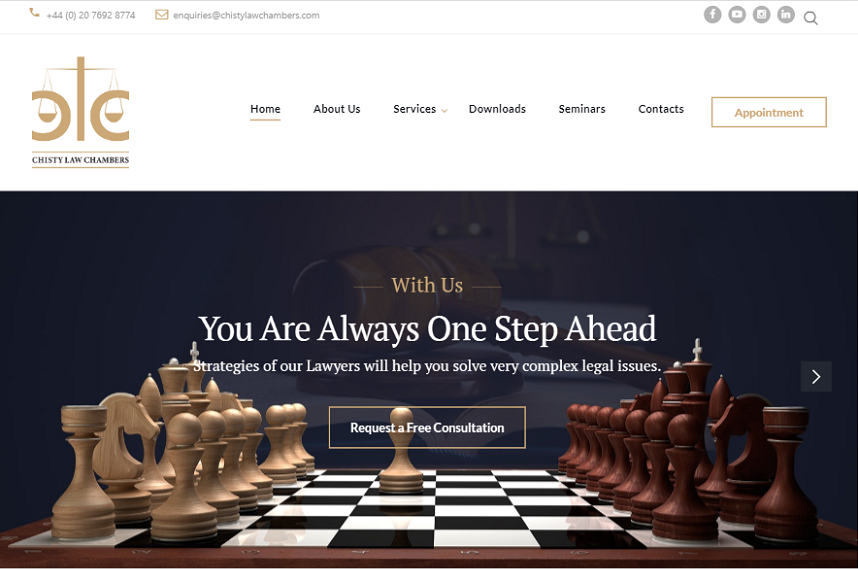 +44 (0) 20 7692 8774
enquiries@chistylawchambers.com
clc
CHISTY LAW CHAMBERS
Home
About Us
Services
Downloads
Seminars
Contacts
Appointment
With Us
You Are Always One Step Ahead
Strategies of our Lawyers will help you solve very complex legal issues.
Request a Free Consultation